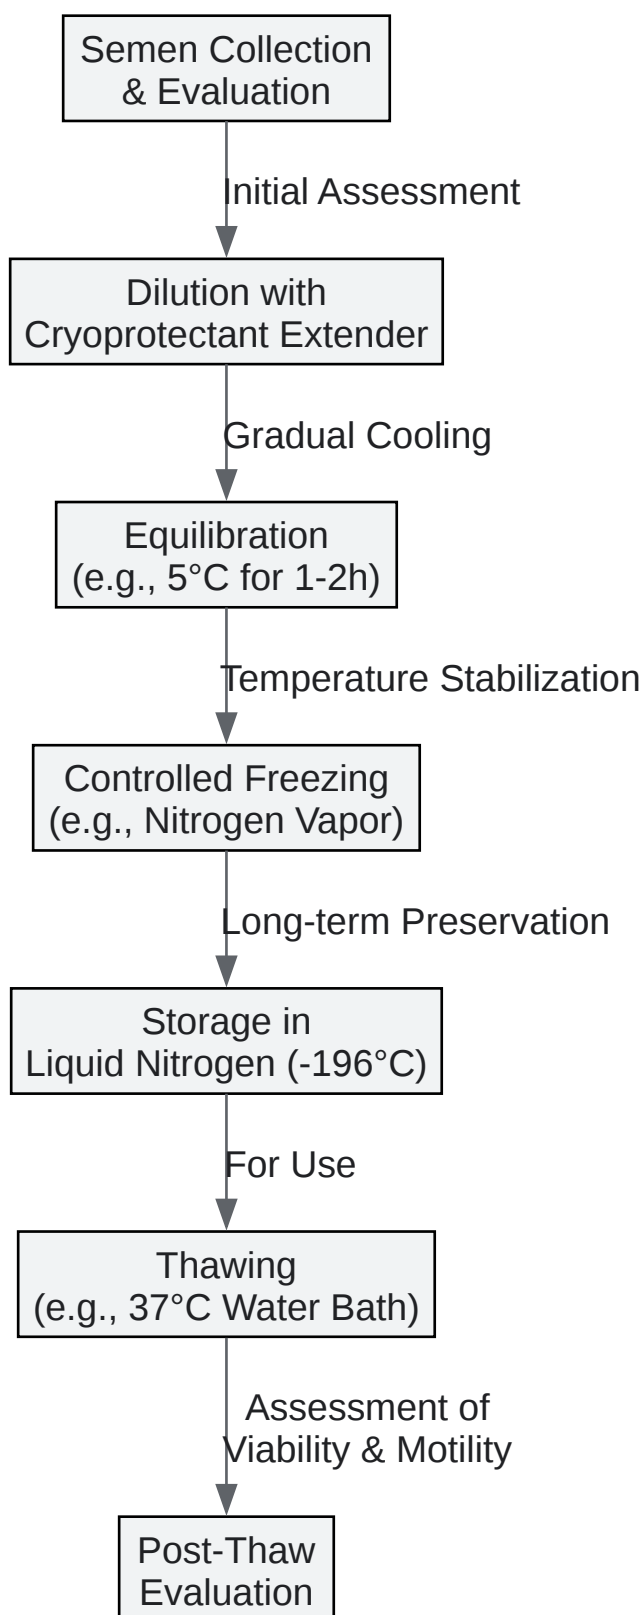 Semen Collection
& Evaluation
Initial Assessment
Dilution with
Cryoprotectant Extender
Gradual Cooling
Equilibration
(e.g., 5°C for 1-2h)
Temperature Stabilization
Controlled Freezing
(e.g., Nitrogen Vapor)
Long-term Preservation
Storage in
Liquid Nitrogen (-196°C)
For Use
Thawing
(e.g., 37°C Water Bath)
Assessment of
Viability & Motility
Post-Thaw
Evaluation